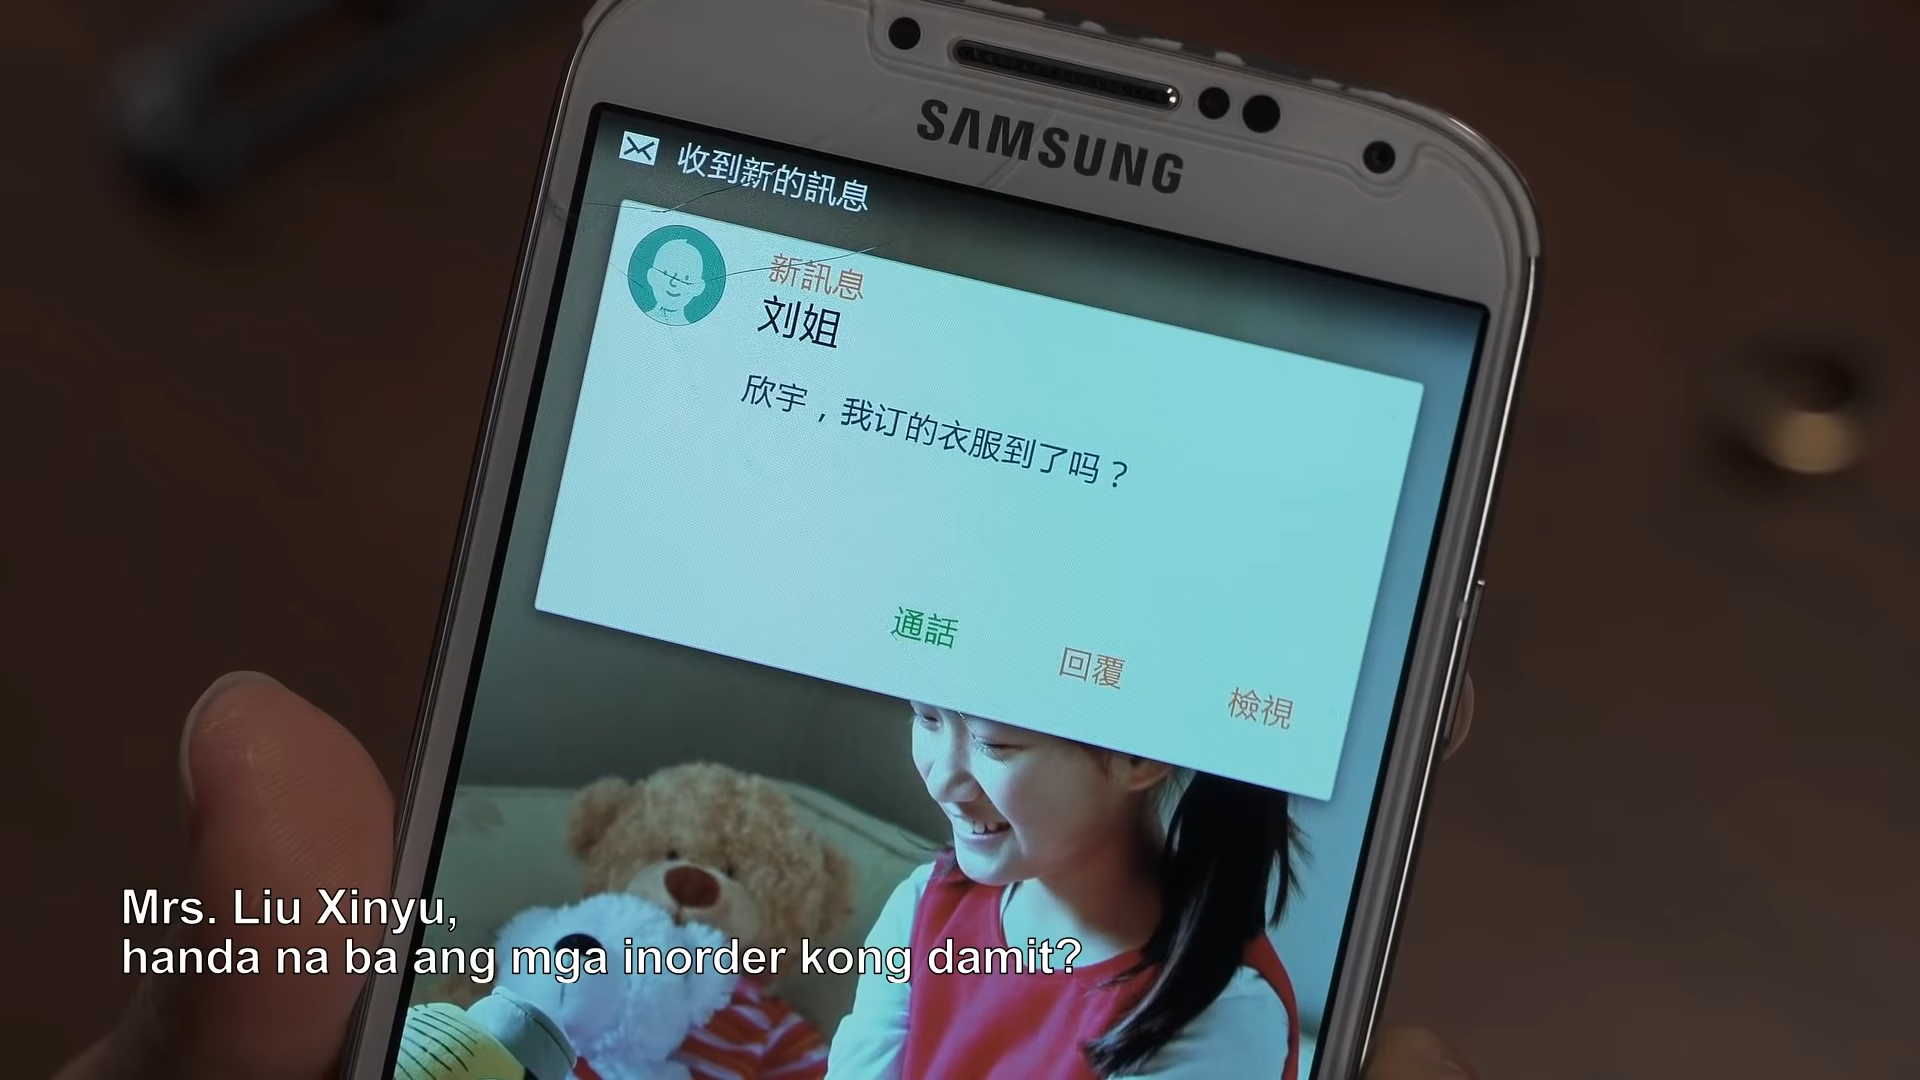 SAMSUNG
收到新的訊息
新訊息
刘姐
欣宇，我订的衣服到了吗？
通話
回覆
檢視
Mrs. Liu Xinyu,
handa na ba ang mga inorder kong damit?